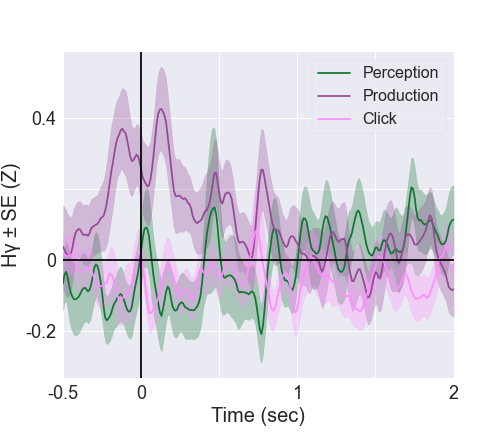 Perception
Production
Click
0.4
0
-0.2
Hγ ± SE (Z)
-0.5
0
1
2
Time (sec)